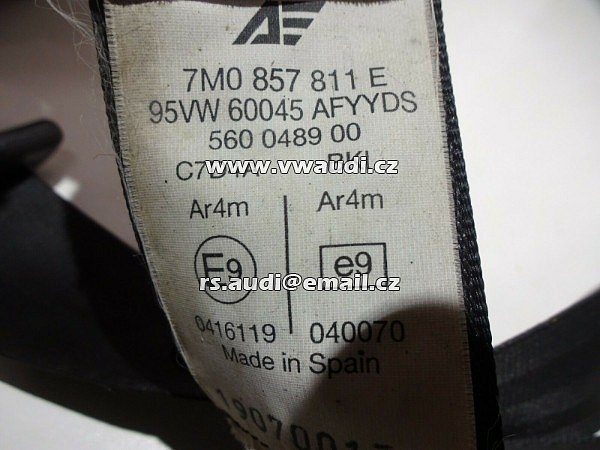 7M0 857 811 E
95VW 60045 AFYYDS
560 0489 00
www.vwaudi.cz
Ar4m Ar4m
E9 e9
rs.audi@email.cz
0416119 040070
Made in Spain